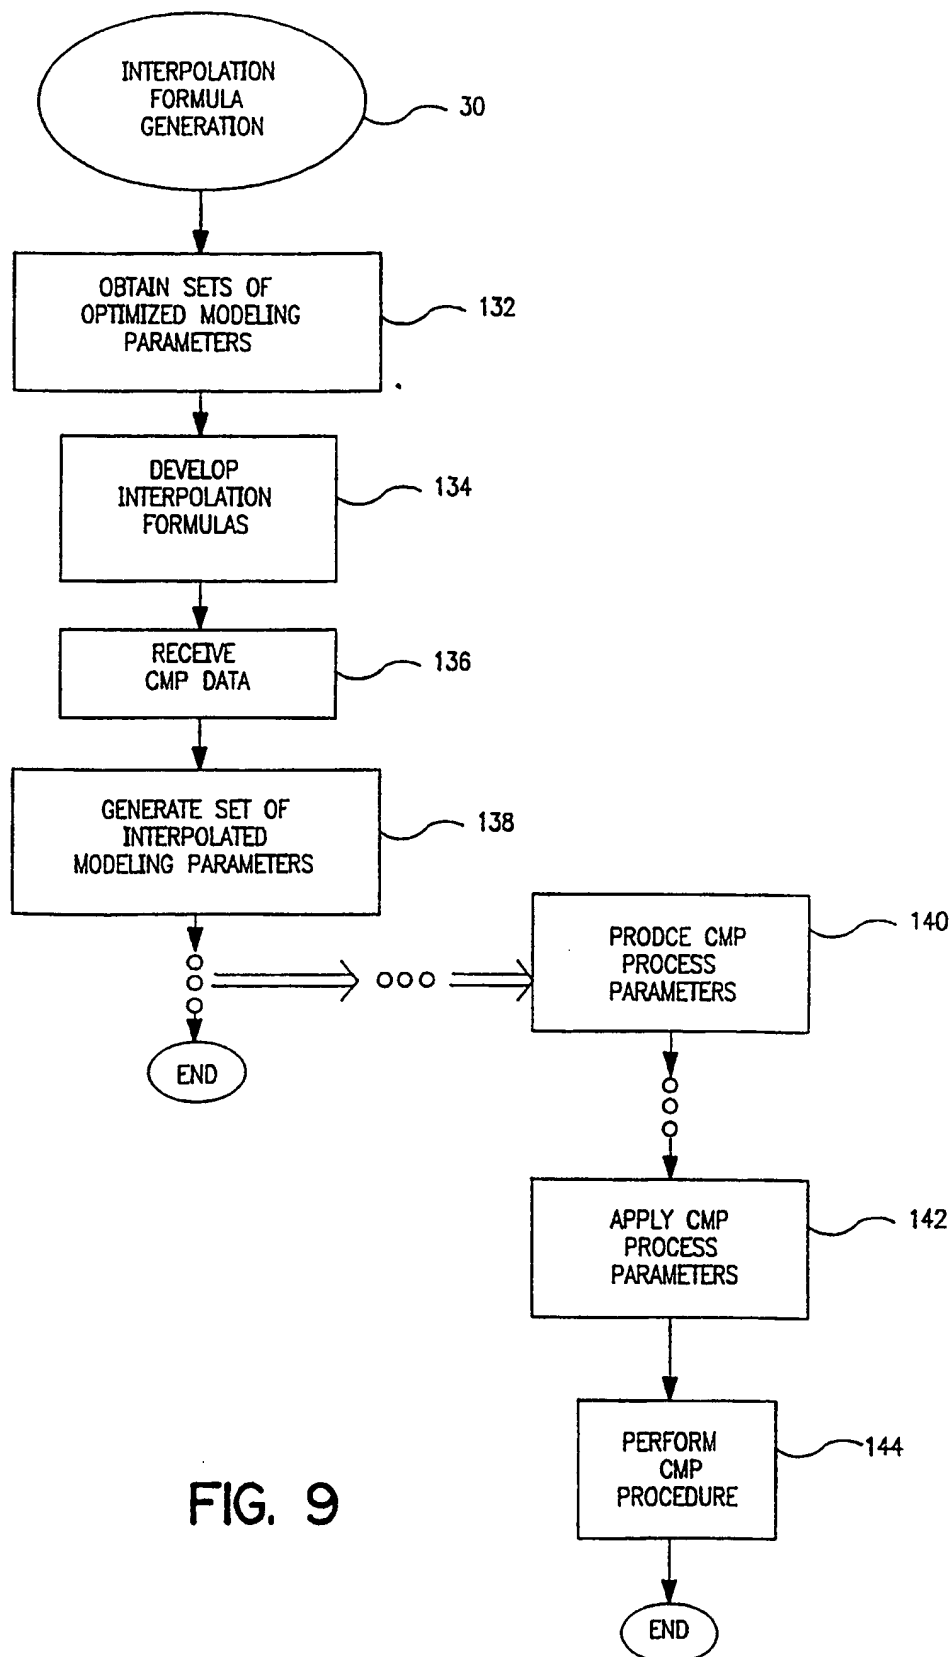 INTERPOLATION
FORMULA
GENERATION
30
OBTAIN SETS OF
OPTIMIZED MODELING
PARAMETERS
132
DEVELOP
INTERPOLATION
FORMULAS
134
RECEIVE
CMP DATA
136
GENERATE SET OF
INTERPOLATED
MODELING PARAMETERS
138
END
PRODCE CMP
PROCESS
PARAMETERS
140
APPLY CMP
PROCESS
PARAMETERS
142
PERFORM
CMP
PROCEDURE
144
END
FIG. 9